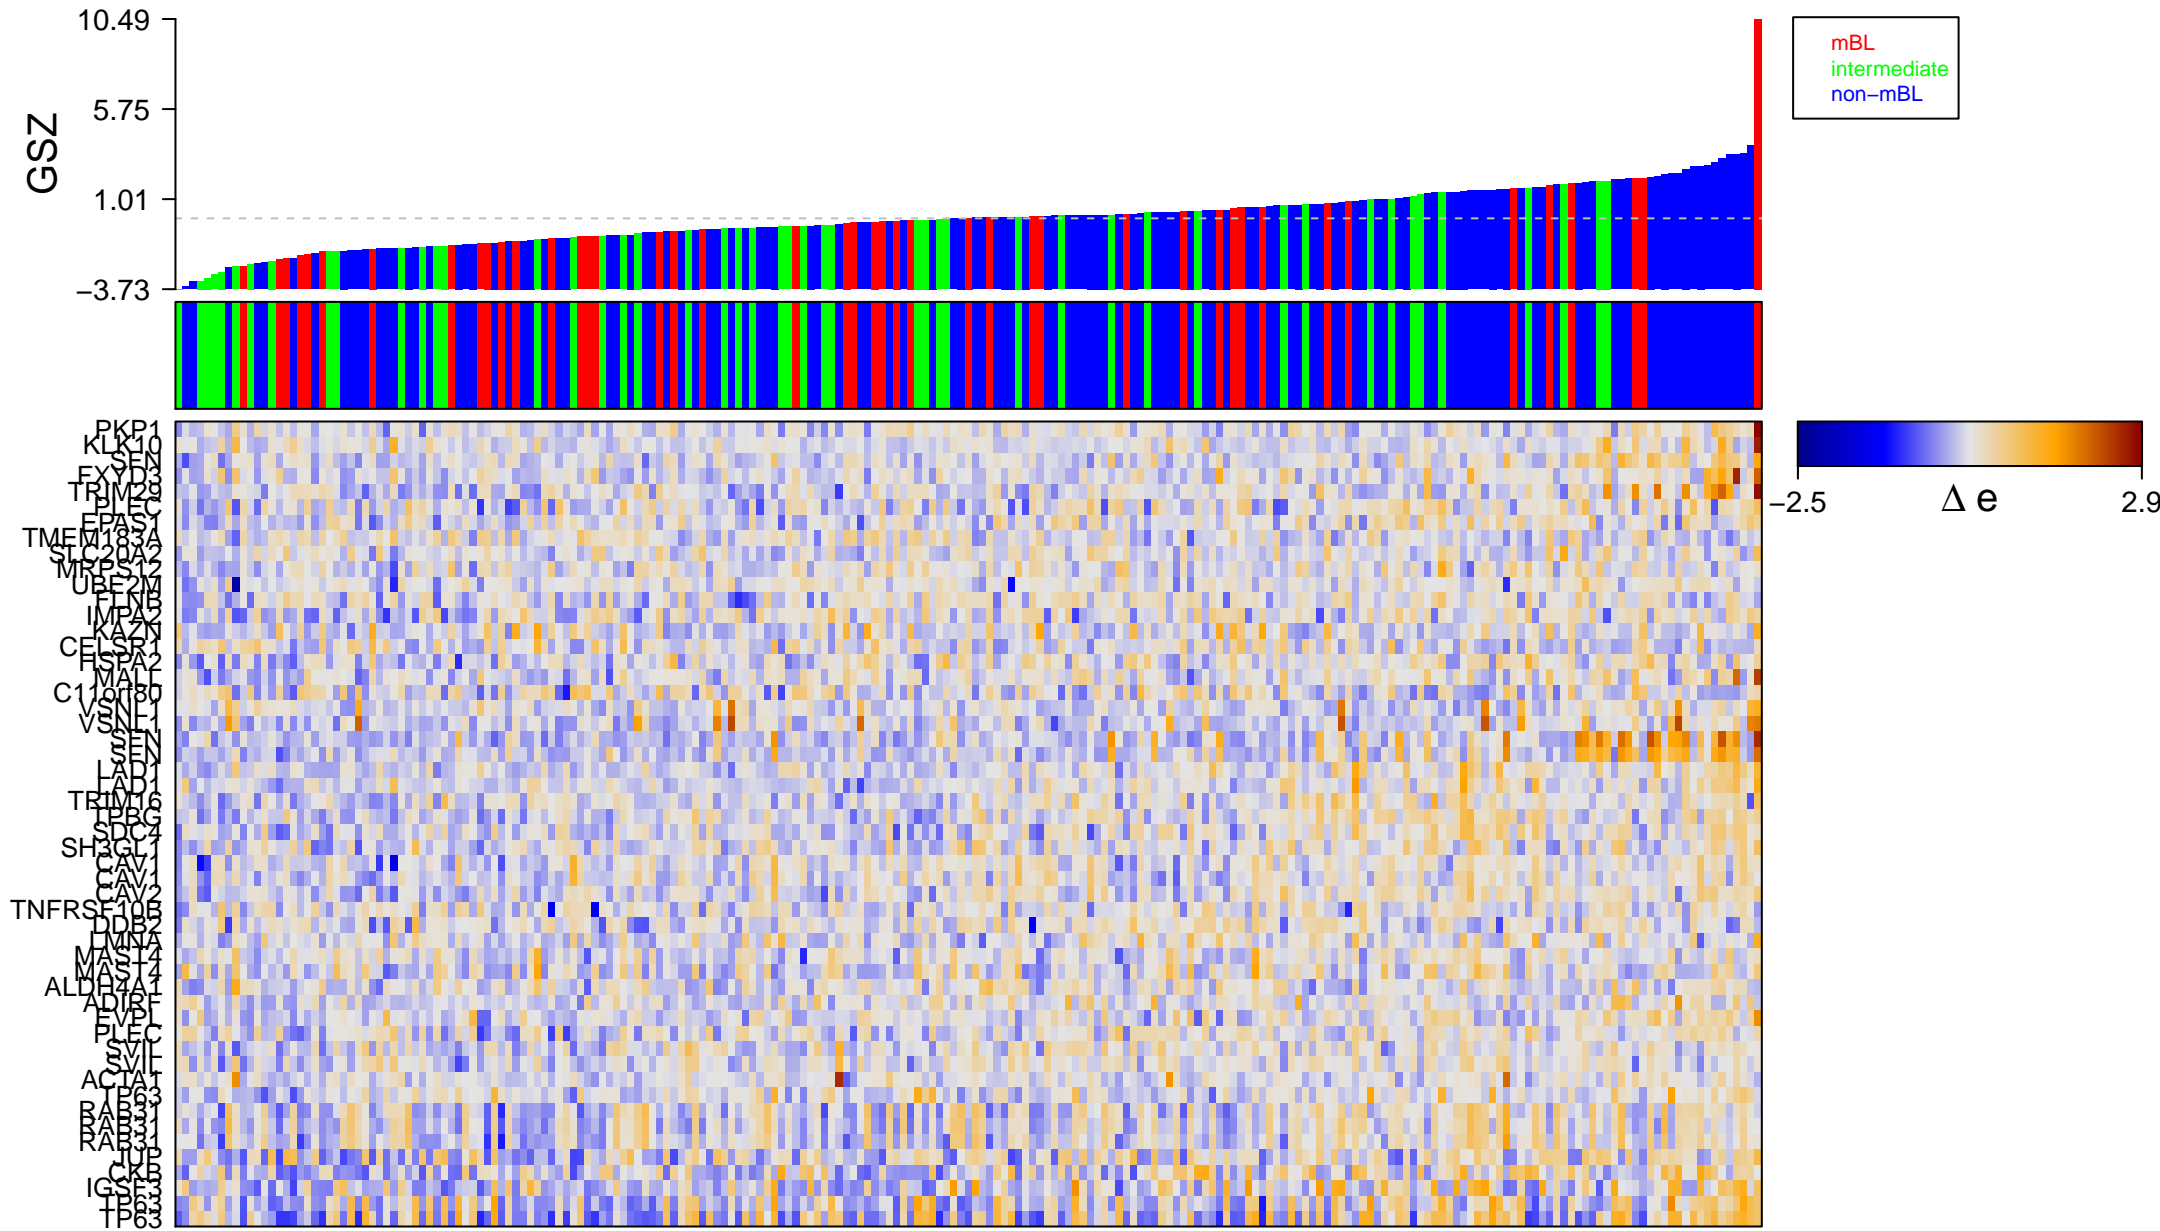 10.49
5.75
1.01
−3.73
GSZ
mBL
intermediate
non−mBL
PKP1
KLK10
SFN
FXYD3
TRIM29
PLEC
EPAS1
TMEM183A
SLC20A2
MRPS12
UBE2M
FLNB
IMPA2
KAZN
CELSR1
HSPA2
MALL
C11orf80
VSNL1
VSNL1
SFN
SFN
LAD1
LAD1
TRIM16
TPBG
SDC4
SH3GL1
CAV1
CAV1
CAV2
TNFRSF10B
DDB2
LMNA
MAST4
MAST4
ALDH4A1
ADIRF
EVPL
PLEC
SVIL
SVIL
ACTA1
TP63
RAB31
RAB31
RAB31
JUP
CKB
IGSF3
TP63
TP63
−2.5
Δ e
2.9